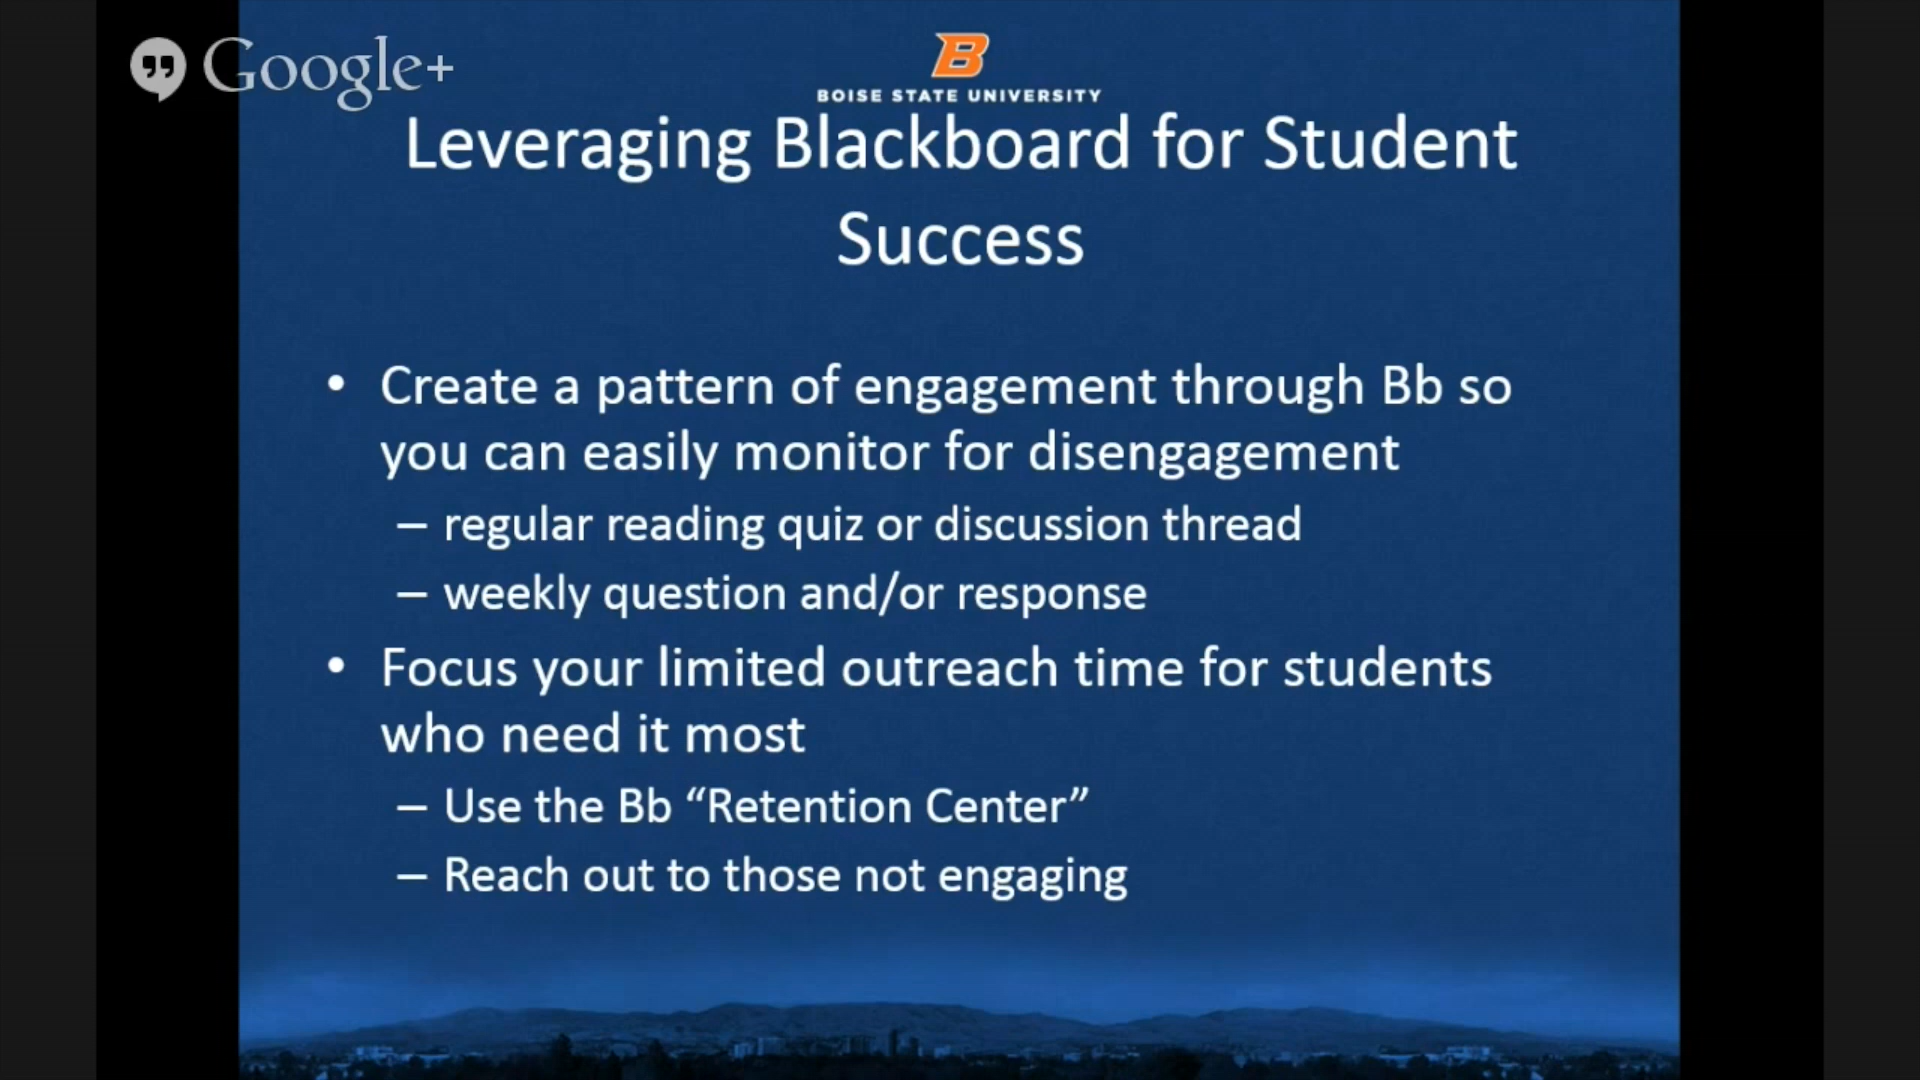 Google+
B
BOISE STATE UNIVERSITY
Leveraging Blackboard for Student
Success
• Create a pattern of engagement through Bb so
you can easily monitor for disengagement
– regular reading quiz or discussion thread
– weekly question and/or response
• Focus your limited outreach time for students
who need it most
– Use the Bb “Retention Center”
– Reach out to those not engaging